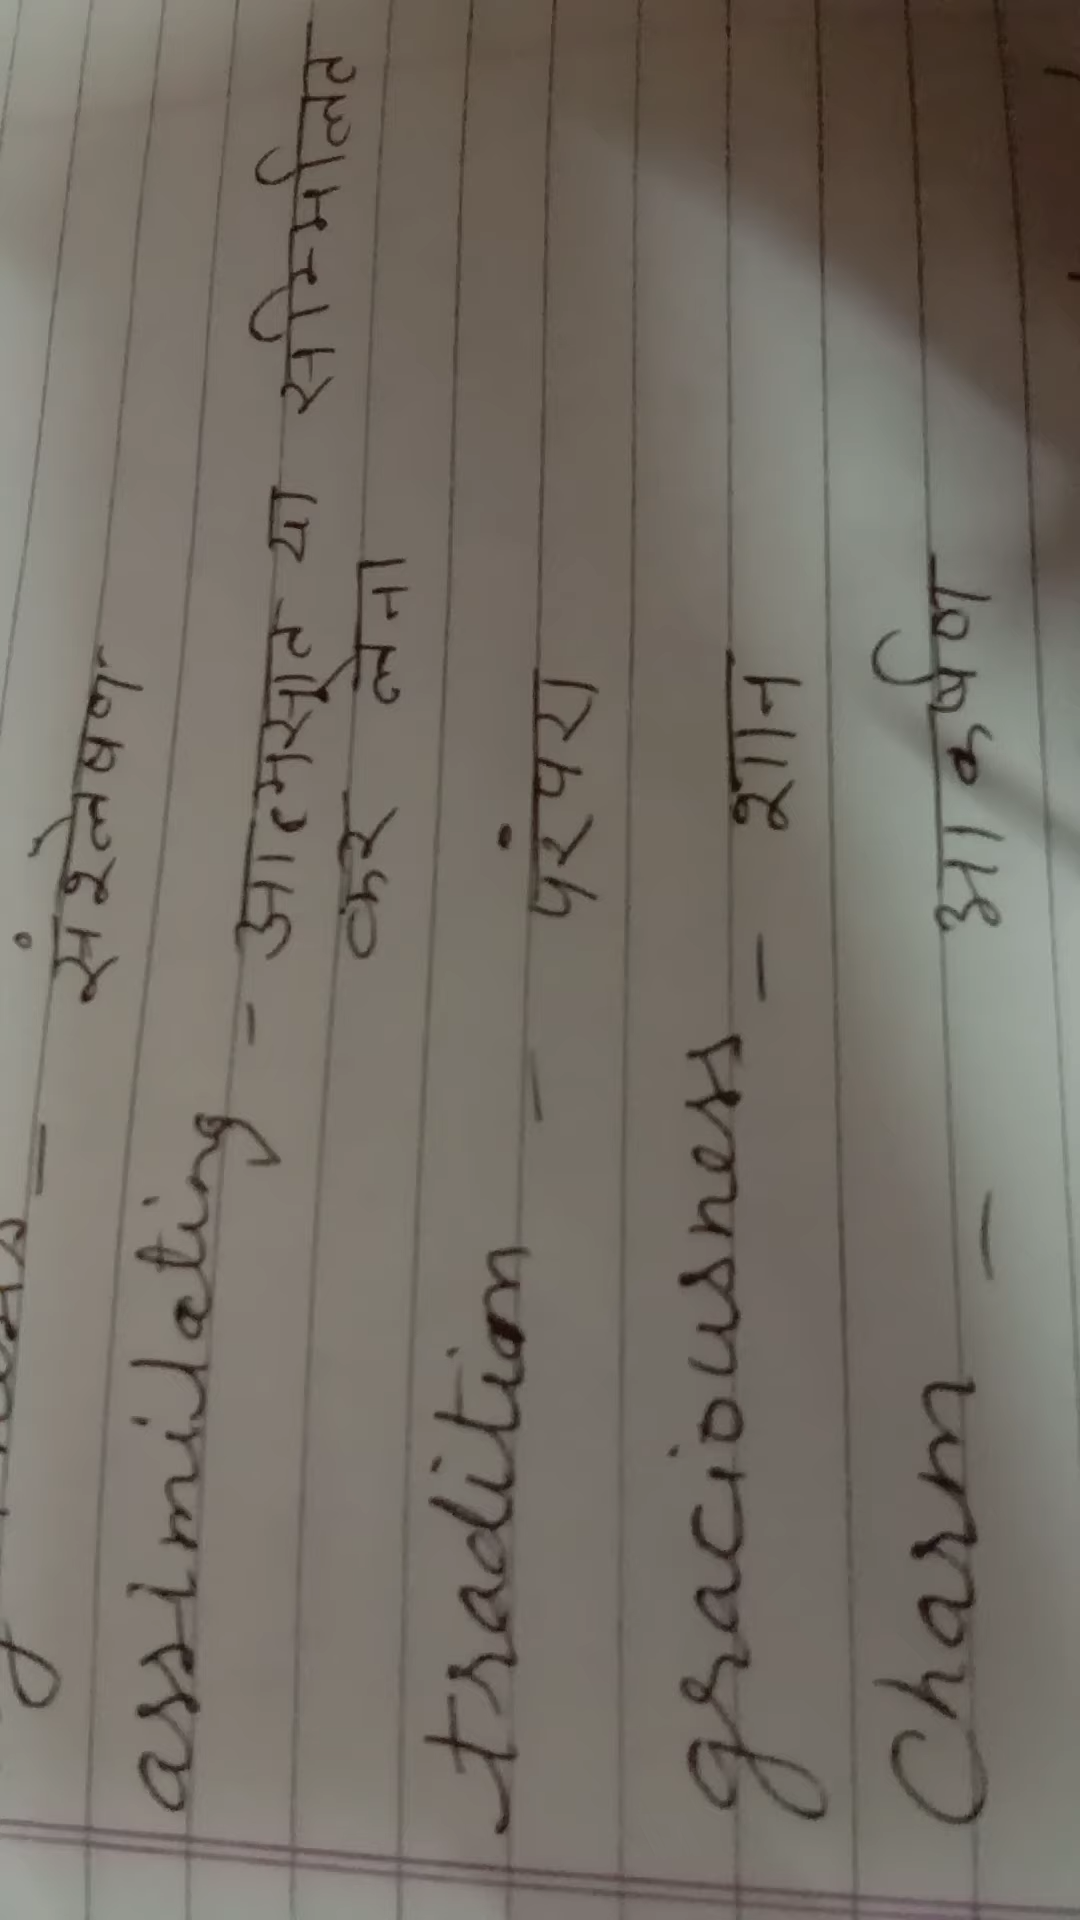 - संश्लेषण
assimilating - आत्मसात या सम्मिलित
कर लेना
tradition - परंपरा
graciousness - शान
Charm - आकर्षण